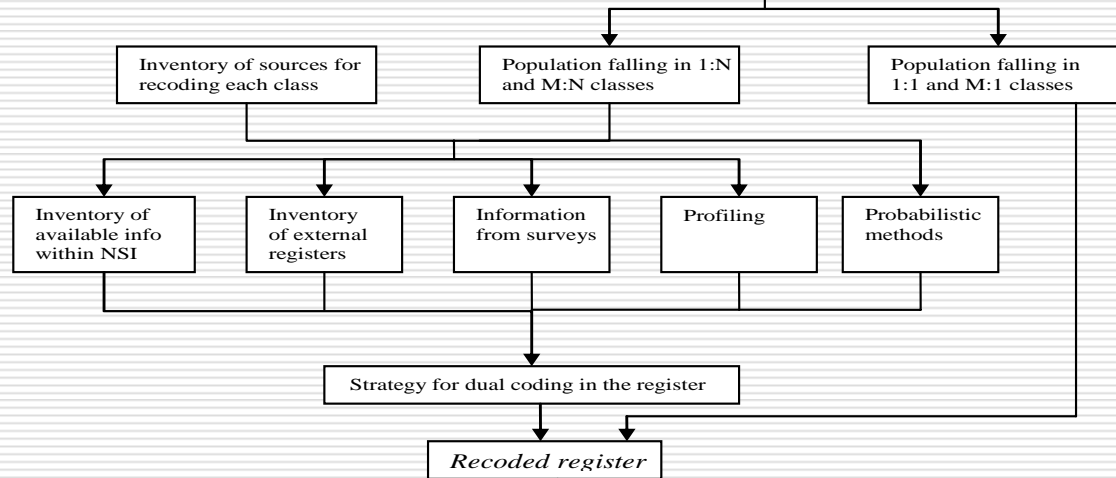 Inventory of sources for
recoding each class
Population falling in 1:N
and M:N classes
Population falling in
1:1 and M:1 classes
Inventory of
available info
within NSI
Inventory
of external
registers
Information
from surveys
Profiling
Probabilistic
methods
Strategy for dual coding in the register
Recoded register